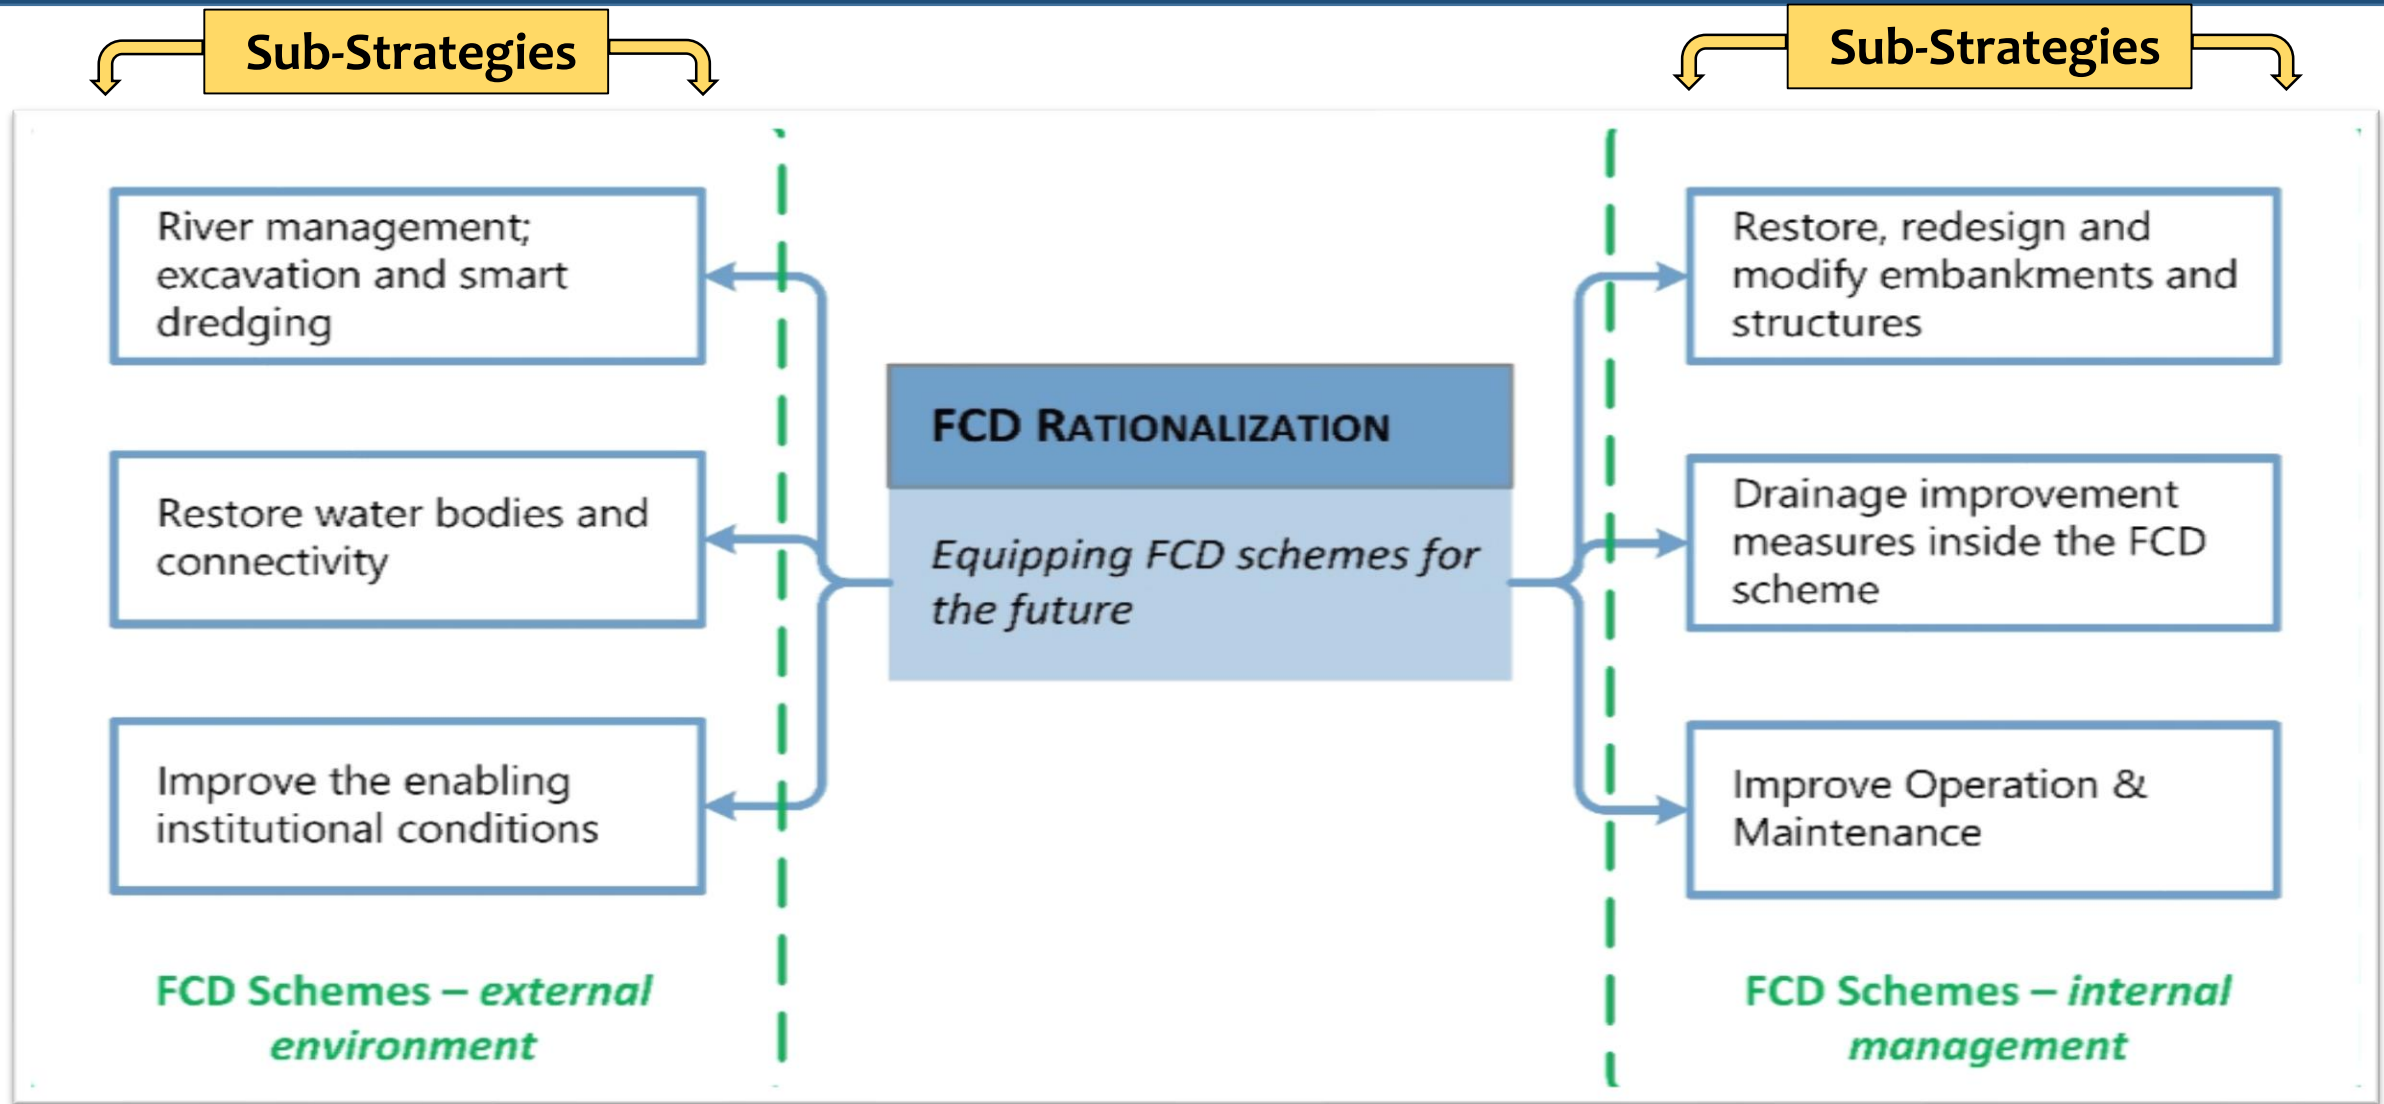 Sub-Strategies
Sub-Strategies
River management;
excavation and smart
dredging
Restore water bodies and
connectivity
Improve the enabling
institutional conditions
FCD Schemes – external
environment
FCD RATIONALIZATION
Equipping FCD schemes for
the future
Restore, redesign and
modify embankments and
structures
Drainage improvement
measures inside the FCD
scheme
Improve Operation &
Maintenance
FCD Schemes – internal
management